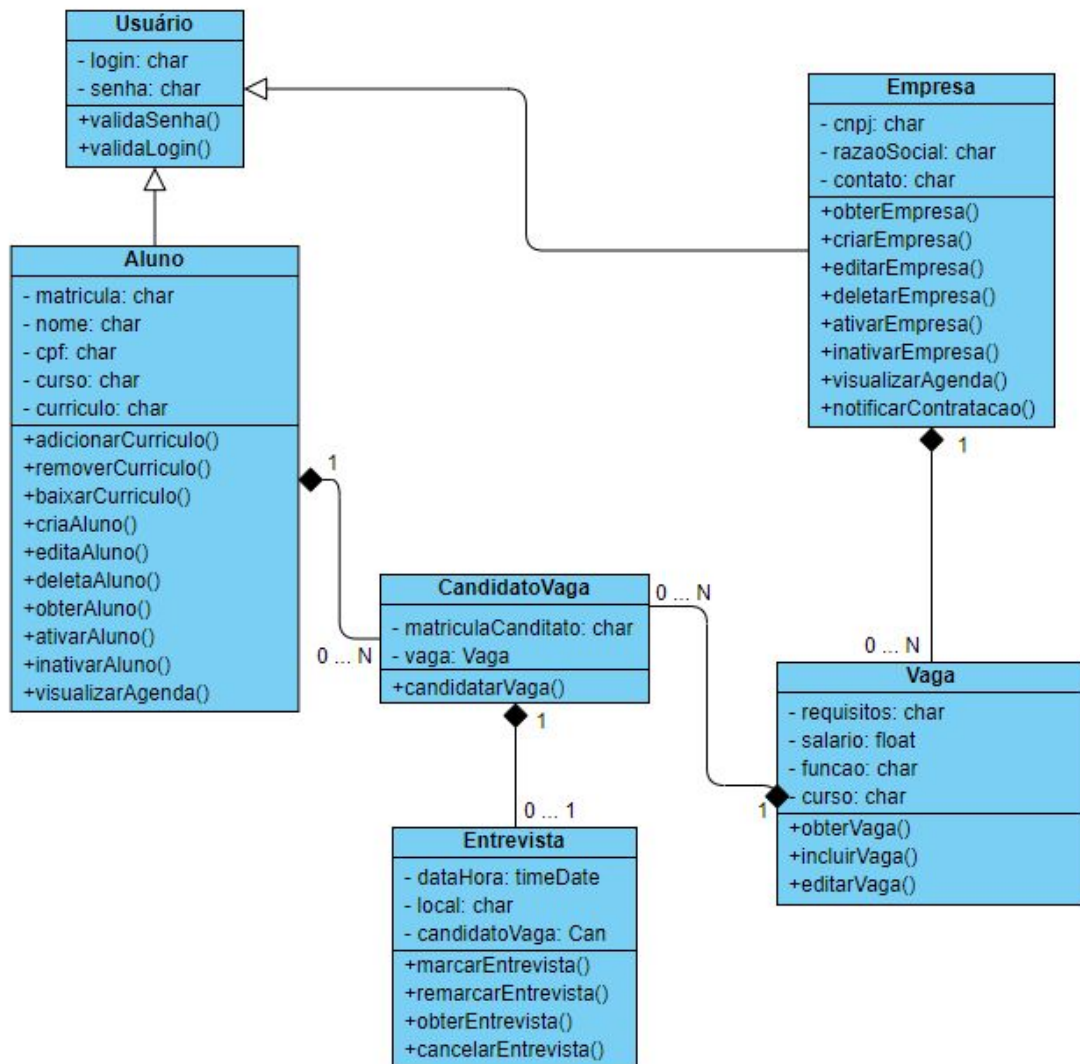 Usuário
- login: char
- senha: char
+validaSenha()
+validaLogin()
Empresa
- cnpj: char
- razaoSocial: char
- contato: char
+obterEmpresa()
+criarEmpresa()
+editarEmpresa()
+deletarEmpresa()
+ativarEmpresa()
+inativarEmpresa()
+visualizarAgenda()
+notificarContratacao()
Aluno
- matricula: char
- nome: char
- cpf: char
- curso: char
- curriculo: char
+adicionarCurriculo()
+removerCurriculo()
+baixarCurriculo()
+criaAluno()
+editaAluno()
+deletaAluno()
+obterAluno()
+ativarAluno()
+inativarAluno()
+visualizarAgenda()
1
0 ... N
1
0 ... N
CandidatoVaga
- matriculaCanditato: char
- vaga: Vaga
+candidatarVaga()
0 ... N
1
1
0 ... 1
Vaga
- requisitos: char
- salario: float
- funcao: char
- curso: char
+obterVaga()
+incluirVaga()
+editarVaga()
Entrevista
- dataHora: timeDate
- local: char
- candidatoVaga: Can
+marcarEntrevista()
+remarcarEntrevista()
+obterEntrevista()
+cancelarEntrevista()